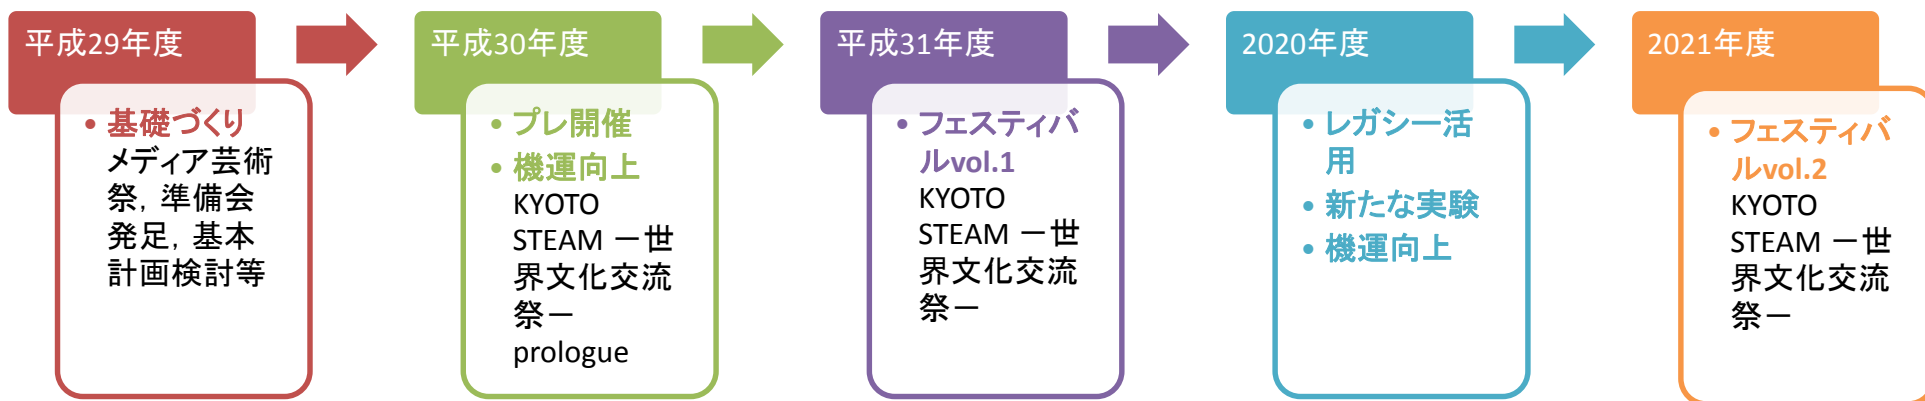 平成29年度
• 基礎づくり
メディア芸術
祭, 準備会
発足, 基本
計画検討等
平成30年度
• プレ開催
• 機運向上
KYOTO
STEAM ー世
界文化交流
祭ー
prologue
平成31年度
• フェスティバ
ルvol.1
KYOTO
STEAM ー世
界文化交流
祭ー
2020年度
• レガシー活
用
• 新たな実験
• 機運向上
2021年度
• フェスティバ
ルvol.2
KYOTO
STEAM ー世
界文化交流
祭ー